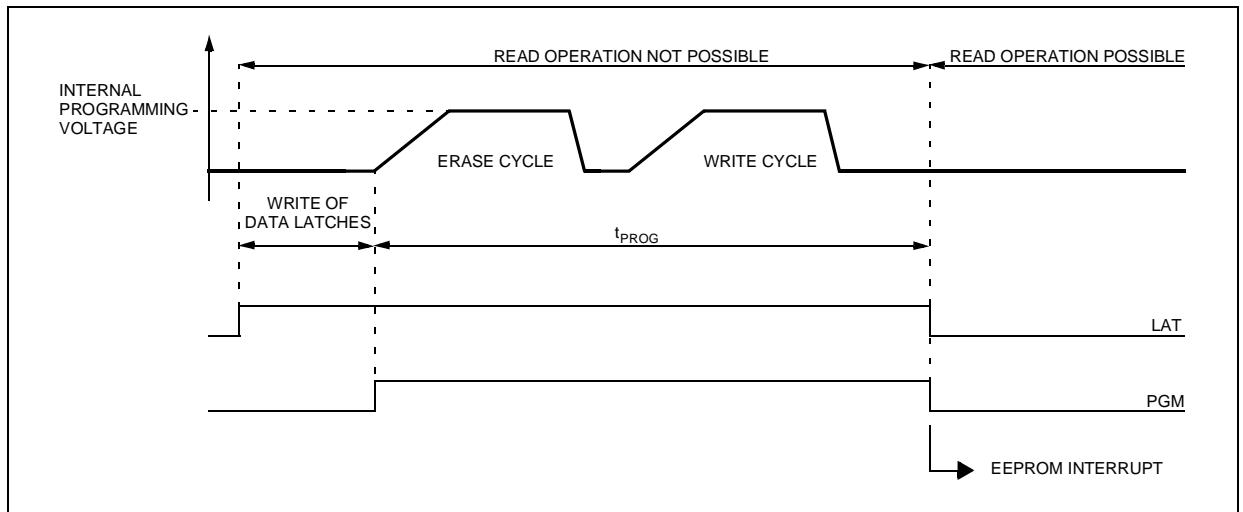 READ OPERATION NOT POSSIBLE
READ OPERATION POSSIBLE
INTERNAL
PROGRAMMING
VOLTAGE
ERASE CYCLE
WRITE CYCLE
WRITE OF
DATA LATCHES
tPROG
LAT
PGM
EEPROM INTERRUPT